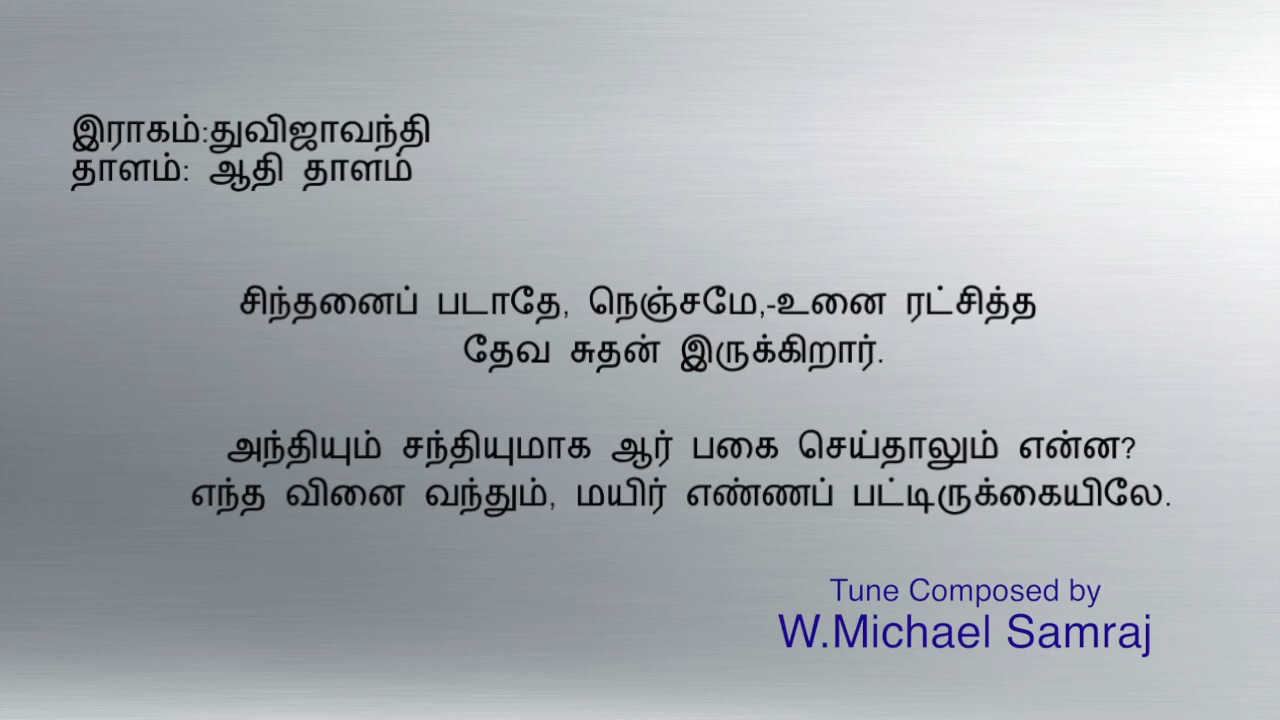 இராகம்:துவிஜாவந்தி
தாளம்: ஆதி தாளம்
சிந்தனைப் படாதே, நெஞ்சமே,-உனை ரட்சித்த
தேவ சுதன் இருக்கிறார்.
அந்தியும் சந்தியுமாக ஆர் பகை செய்தாலும் என்ன?
எந்த வினை வந்தும், மயிர் எண்ணப் பட்டிருக்கையிலே.
Tune Composed by
W.Michael Samraj